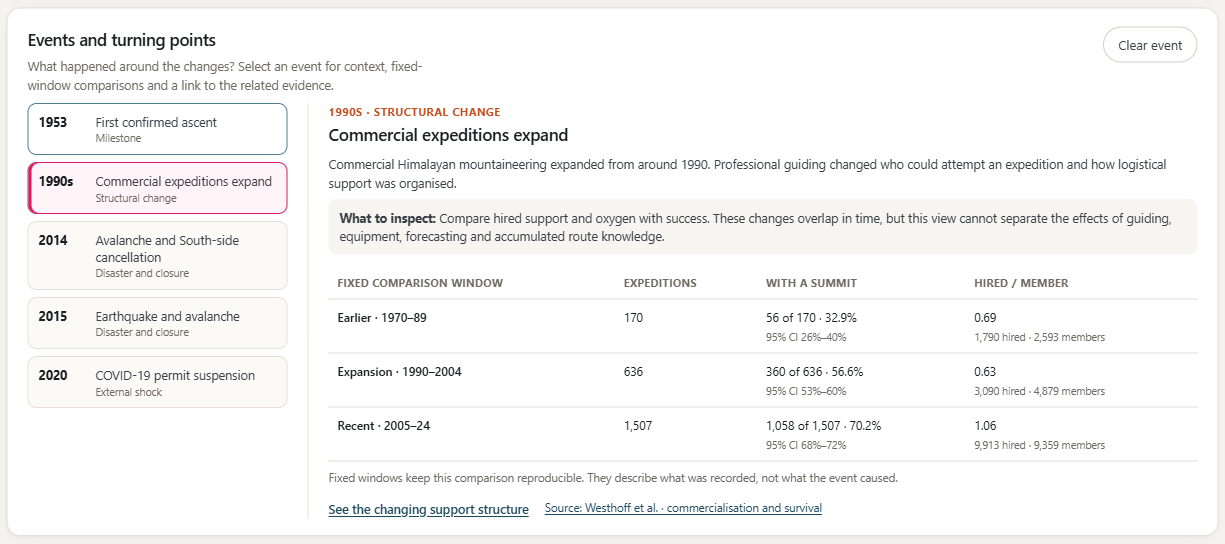 Events and turning points
Clear event
What happened around the changes? Select an event for context, fixed-
window comparisons and a link to the related evidence.
1953
First confirmed ascent
Milestone
1990s
Commercial expeditions expand
Structural change
2014
Avalanche and South-side
cancellation
Disaster and closure
2015
Earthquake and avalanche
Disaster and closure
2020
COVID-19 permit suspension
External shock
1990S · STRUCTURAL CHANGE
Commercial expeditions expand
Commercial Himalayan mountaineering expanded from around 1990. Professional guiding changed who could attempt an expedition and how logistical
support was organised.
What to inspect: Compare hired support and oxygen with success. These changes overlap in time, but this view cannot separate the effects of guiding,
equipment, forecasting and accumulated route knowledge.
FIXED COMPARISON WINDOW EXPEDITIONS WITH A SUMMIT HIRED / MEMBER
Earlier · 1970–89 170 56 of 170 · 32.9% 0.69
95% CI 26%–40% 1,790 hired · 2,593 members
Expansion · 1990–2004 636 360 of 636 · 56.6% 0.63
95% CI 53%–60% 3,090 hired · 4,879 members
Recent · 2005–24 1,507 1,058 of 1,507 · 70.2% 1.06
95% CI 68%–72% 9,913 hired · 9,359 members
Fixed windows keep this comparison reproducible. They describe what was recorded, not what the event caused.
See the changing support structure Source: Westhoff et al. · commercialisation and survival